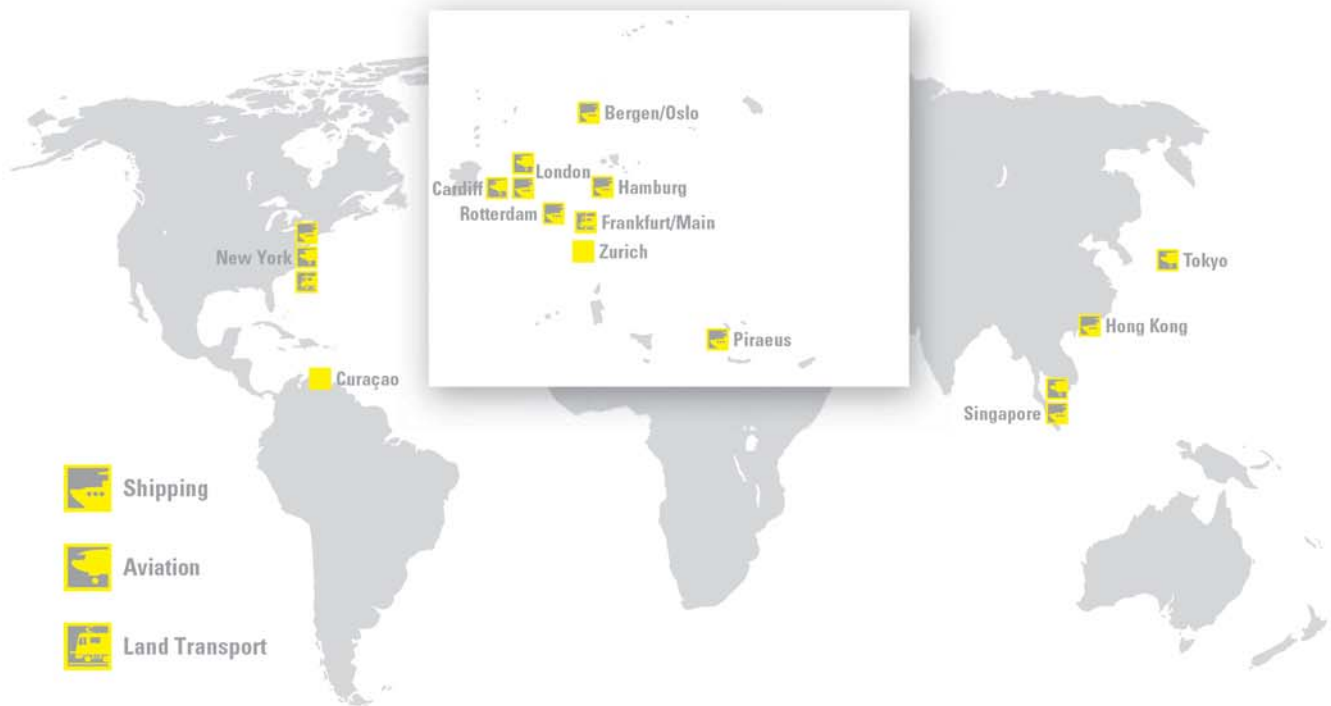 Bergen/Oslo
London
Cardiff
Hamburg
Rotterdam
Frankfurt/Main
New York
Zurich
Tokyo
Hong Kong
Piraeus
Curaçao
Singapore
Shipping
Aviation
Land Transport